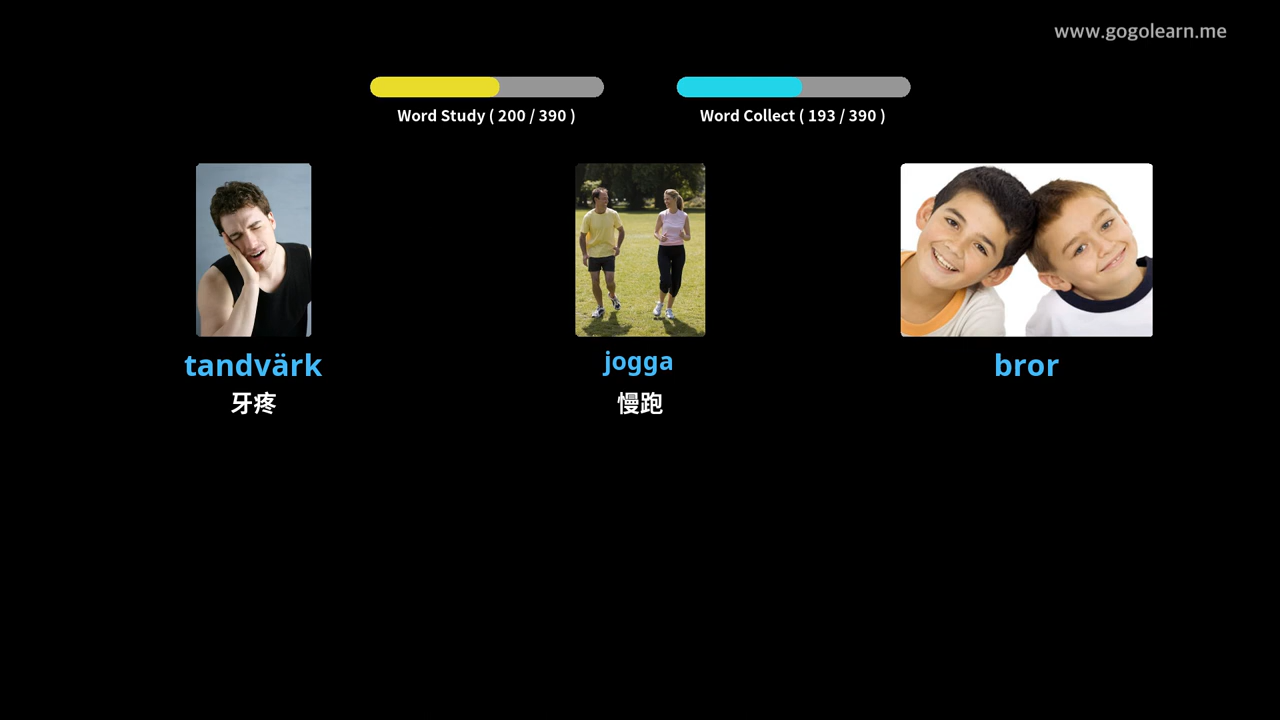 www.gogolearn.me
Word Study ( 200 / 390 )
Word Collect ( 193 / 390 )
tandvärk
牙疼
jogga
慢跑
bror